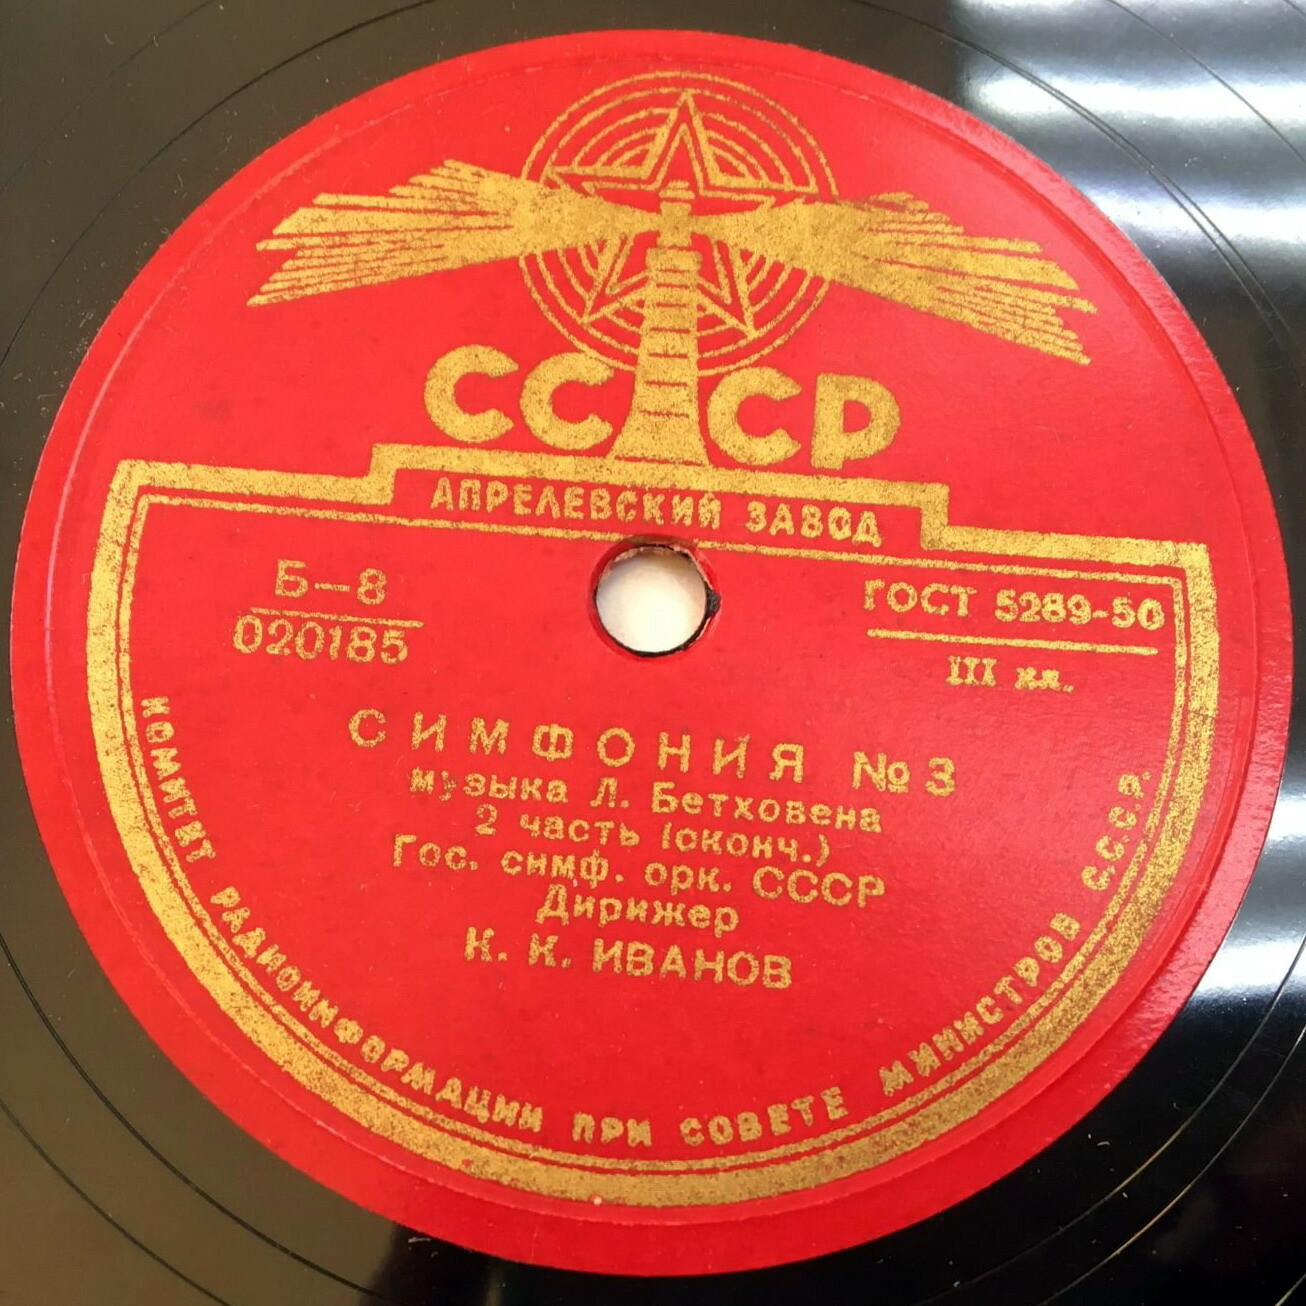 СССР
АПРЕЛЕВСКИЙ ЗАВОД
Б-8
020185
ГОСТ 5289-50
III кл.
СИМФОНИЯ №3
музыка Л. Бетховена
2 часть (оконч.)
Гос. симф. орк. СССР
Дирижер
К. К. ИВАНОВ
КОМИТЕТ РАДИОИНФОРМАЦИИ ПРИ СОВЕТЕ МИНИСТРОВ С.С.С.Р.